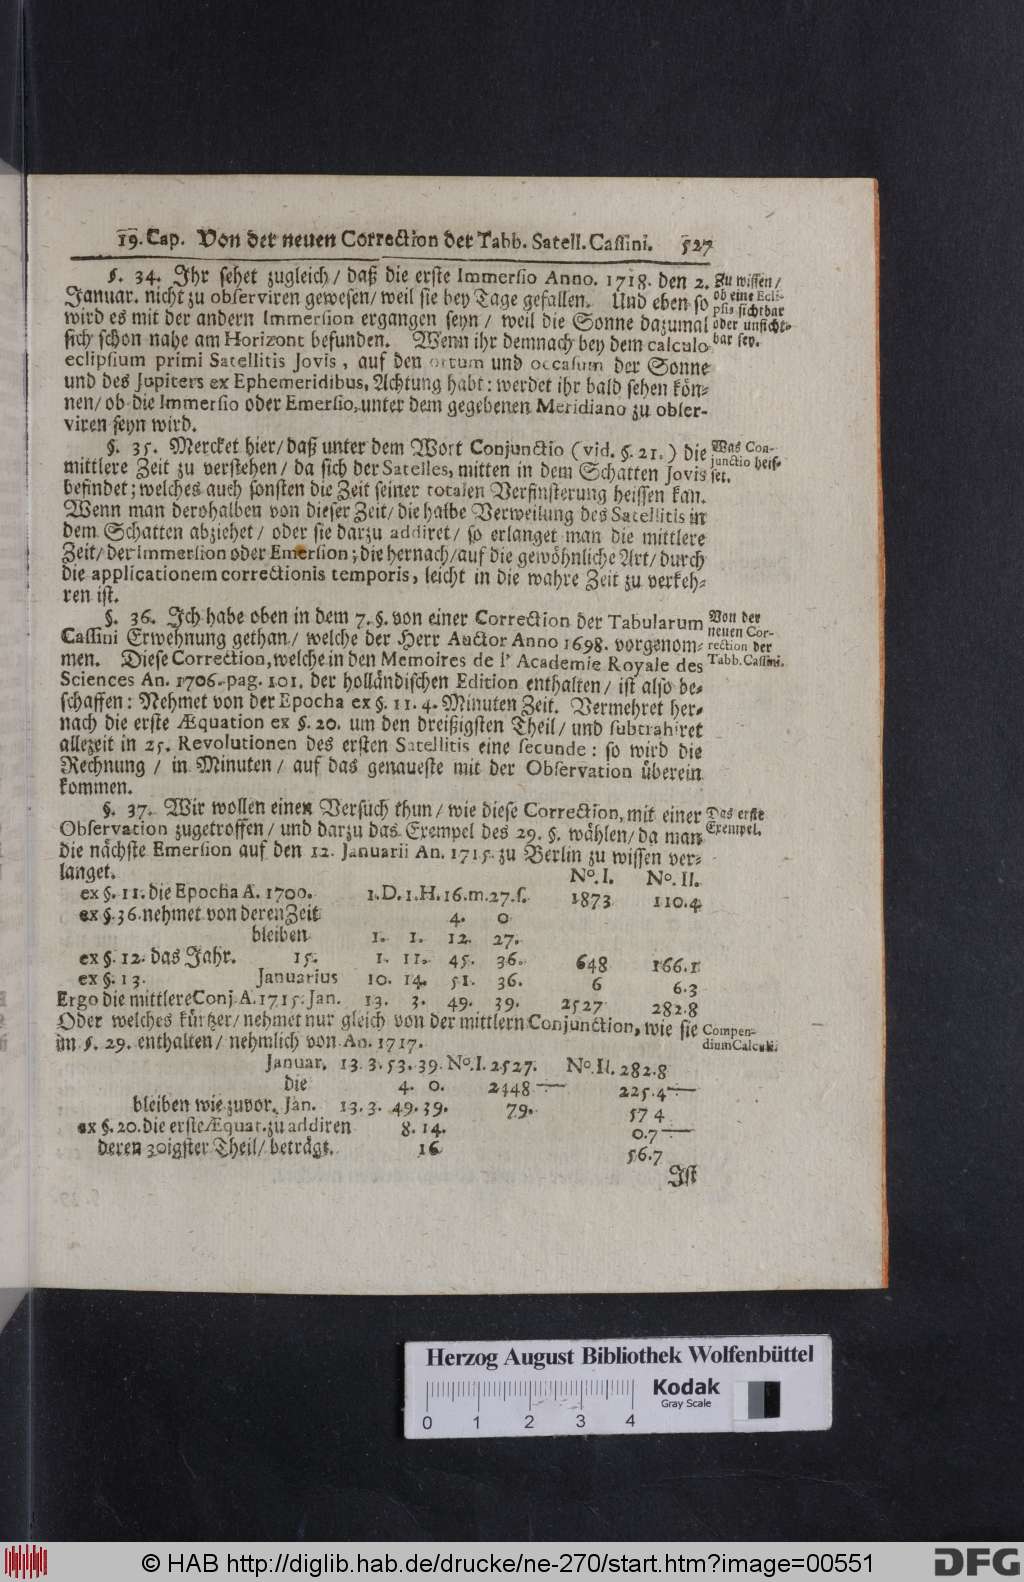 19. Cap. Von der neuen Correction der Tabb. Satell. Cassini. 527
§. 34. Ihr sehet zugleich / daß die erste Immersio Anno. 1718. den 2.
Januar. nicht zu observiren gewesen / weil sie bey Tage gefallen. Und eben so
wird es mit der andern Immersion ergangen seyn / weil die Sonne dazumal
sich schon nahe am Horizont befunden. Wenn ihr demnach bey dem calculo
eclipsium primi Satellitis Jovis, auf den ortum und occasum der Sonne
und des Jupiters ex Ephemeridibus, Achtung habt: werdet ihr bald sehen kön-
nen / ob die Immersio oder Emersio, unter dem gegebenen Meridiano zu obser-
viren seyn wird.
Zu wissen /
ob eine Ecli-
psis sichtbar
oder unsicht-
bar sey.
§. 35. Mercket hier / daß unter dem Wort Conjunctio (vid. §. 21.) die
mittlere Zeit zu verstehen / da sich der Satelles, mitten in dem Schatten Jovis
befindet; welches auch sonsten die Zeit seiner totalen Verfinsterung heissen kan.
Wenn man derohalben von dieser Zeit / die halbe Verweilung des Satellitis in
dem Schatten abziehet / oder sie darzu addiret / so erlanget man die mittlere
Zeit / der Immersion oder Emersion; die hernach / auf die gewöhnliche Art / durch
die applicationem correctionis temporis, leicht in die wahre Zeit zu verkeh-
ren ist.
Was Con-
junctio heis-
set.
§. 36. Ich habe oben in dem 7. §. von einer Correction der Tabularum
Cassini Erwehnung gethan / welche der Herr Auctor Anno 1698. vorgenom-
men. Diese Correction, welche in den Memoires de l' Academie Royale des
Sciences An. 1706. pag. 101. der holländischen Edition enthalten / ist also be-
schaffen: Nehmet von der Epocha ex §. 11. 4. Minuten Zeit. Vermehret her-
nach die erste Æquation ex §. 20. um den dreißigsten Theil / und subtrahiret
allezeit in 25. Revolutionen des ersten Satellitis eine secunde: so wird die
Rechnung / in Minuten / auf das genaueste mit der Observation überein
kommen.
Von der
neuen Cor-
rection der
Tabb. Cassini.
§. 37. Wir wollen einen Versuch thun / wie diese Correction, mit einer
Observation zugetroffen / und darzu das Exempel des 29. §. wählen / da man
die nächste Emersion auf den 12. Januarii An. 1715. zu Berlin zu wissen ver-
langet. No. I. No. II.
Das erste
Exempel.
ex §. 11. die Epocha A. 1700. 1. D. 1. H. 16. m. 27. s. 1873 110.4
ex §. 36. nehmet von deren Zeit 4. 0
bleiben 1. 1. 12. 27.
ex §. 12. das Jahr. 15. 1. 11. 45. 36. 648 166.1
ex §. 13. Januarius 10. 14. 51. 36. 6 6.3
Ergo die mittlere Conj. A. 1715. Jan. 13. 3. 49. 39. 2527 282.8
Oder welches kürtzer / nehmet nur gleich von der mittlern Conjunction, wie sie
im §. 29. enthalten / nehmlich von An. 1717.
Compen-
dium Calculi.
Januar. 13. 3. 53. 39. No. I. 2527. No. II. 282.8
die 4. 0. 2448 — 225.4 —
bleiben wie zuvor. Jan. 13. 3. 49. 39. 79. 57 4
ex §. 20. die erste Æquat. zu addiren 8. 14. 0.7 —
deren 30igster Theil / beträgt. 16 56.7
Ist
Herzog August Bibliothek Wolfenbüttel
Kodak
Gray Scale
0 1 2 3 4
© HAB http://diglib.hab.de/drucke/ne-270/start.htm?image=00551
DFG